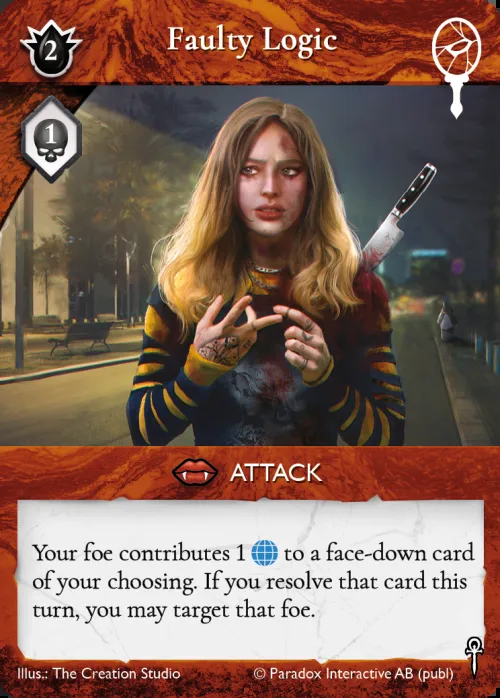 2
Faulty Logic
1
ATTACK
Your foe contributes 1 to a face-down card
of your choosing. If you resolve that card this
turn, you may target that foe.
Illus.: The Creation Studio © Paradox Interactive AB (publ)